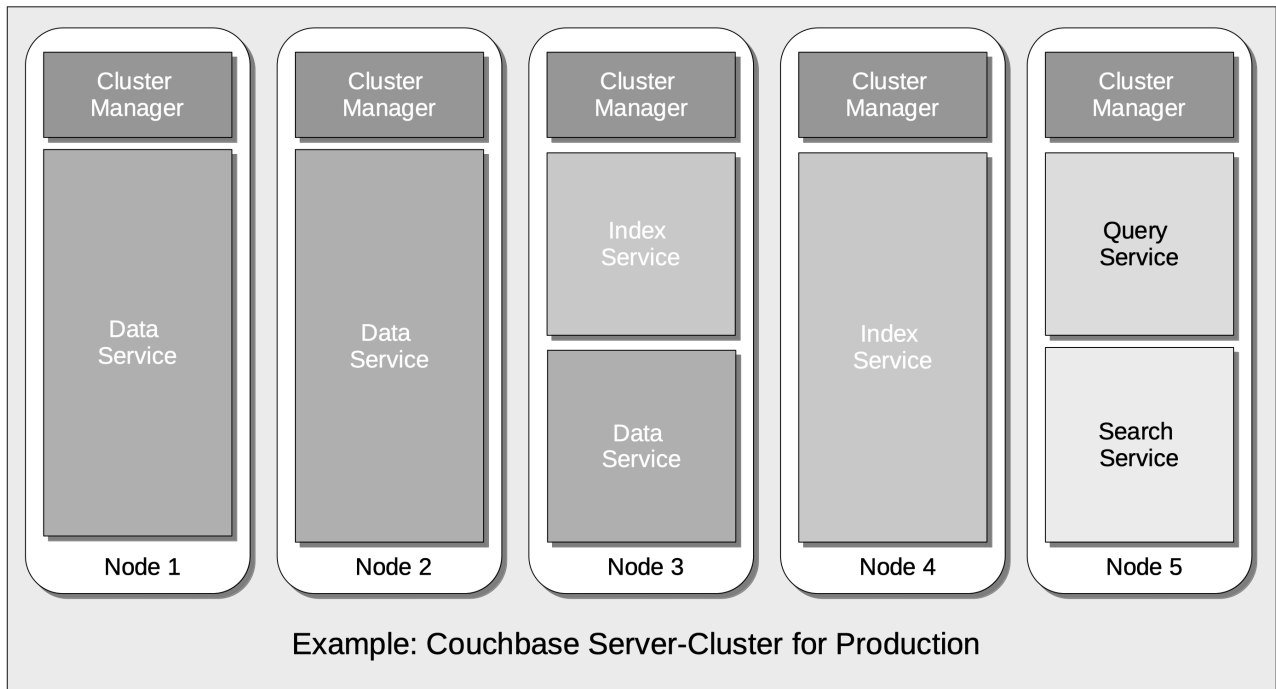 Cluster
Manager
Data
Service
Node 1
Cluster
Manager
Data
Service
Node 2
Cluster
Manager
Index
Service
Data
Service
Node 3
Cluster
Manager
Index
Service
Node 4
Cluster
Manager
Query
Service
Search
Service
Node 5
Example: Couchbase Server-Cluster for Production